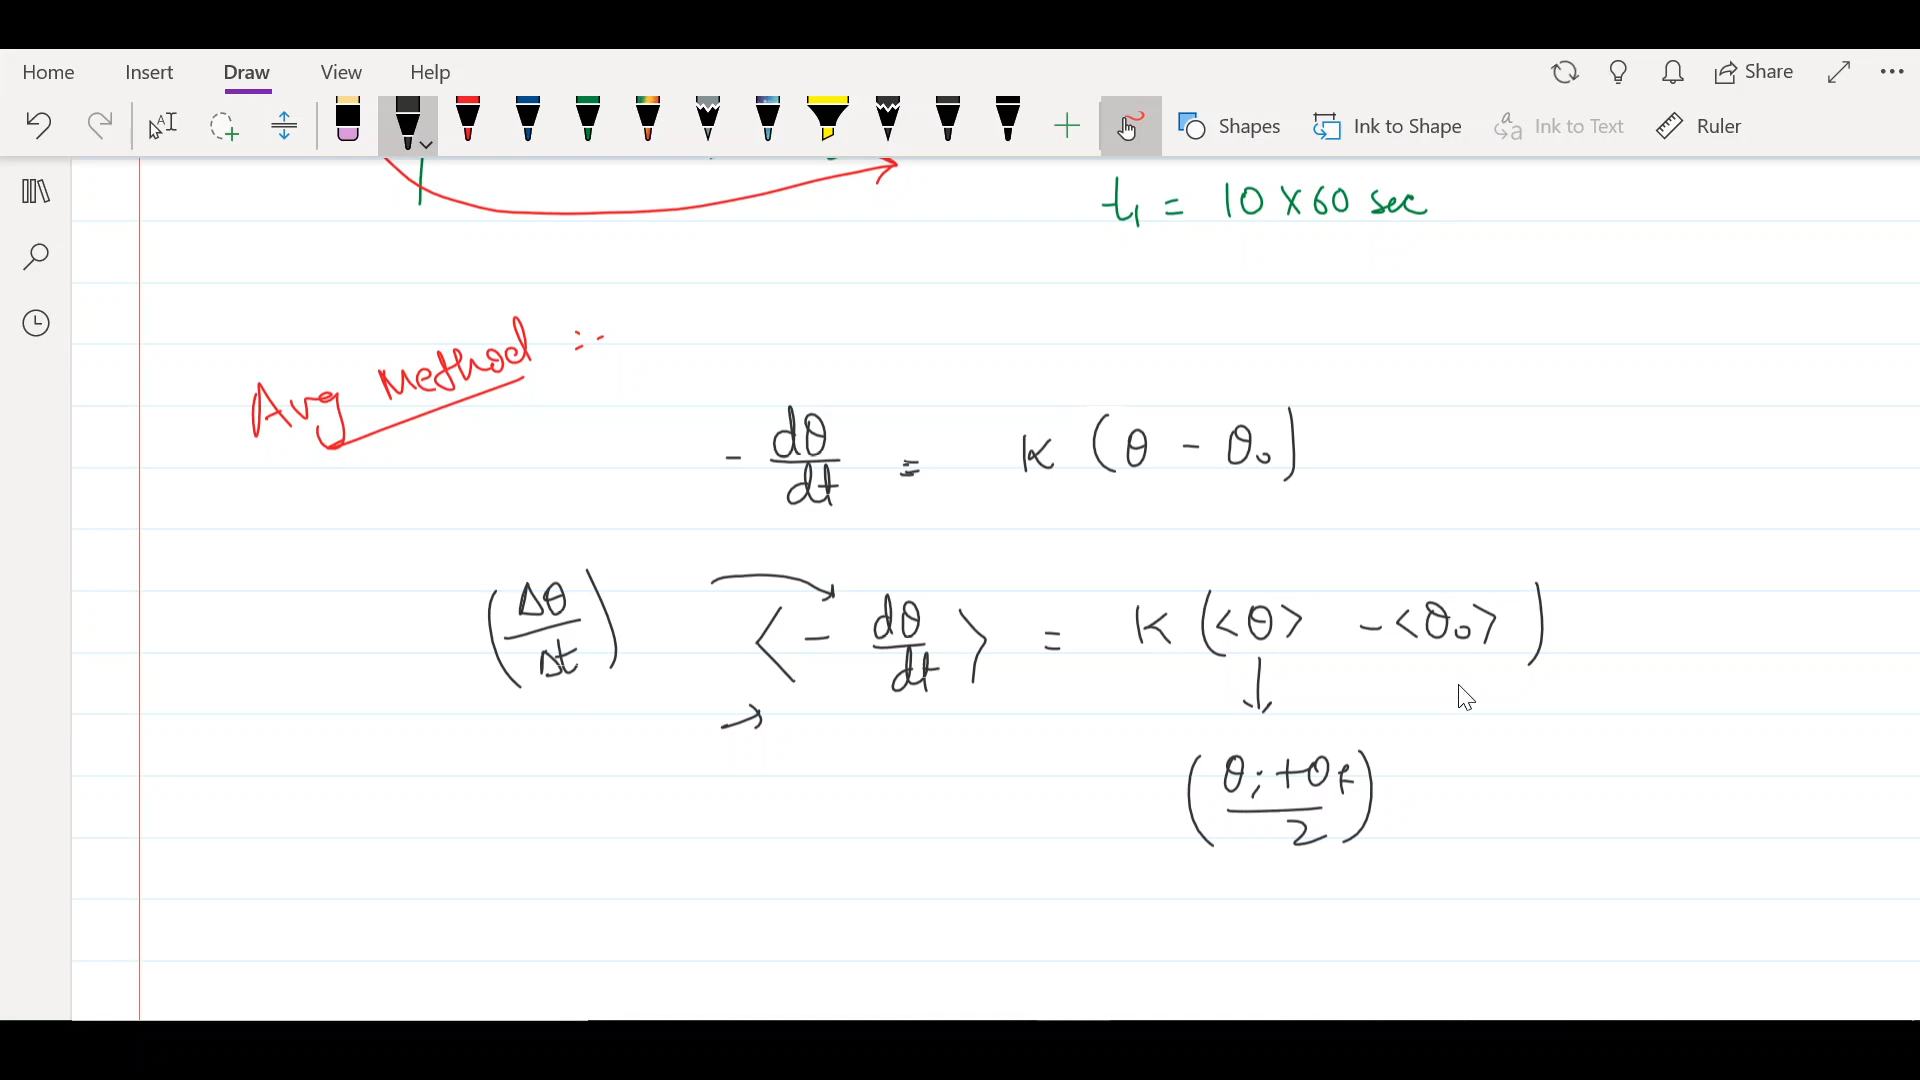 Home Insert Draw View Help Share
Shapes Ink to Shape Ink to Text Ruler
t₁ = 10 × 60 sec
Avg Method :-
- dθ/dt = K (θ - θ₀)
(Δθ/Δt) → < - dθ/dt > = K (<θ> - <θ₀>)
→ ↓
(θi + θf / 2)